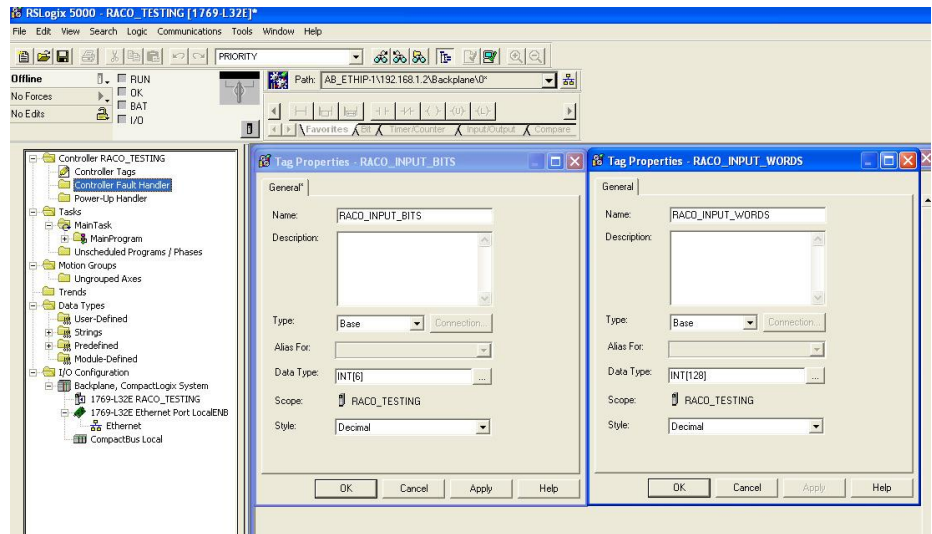 RSLogix 5000 - RACO_TESTING [1769-L32E]*
File Edit View Search Logic Communications Tools Window Help
PRIORITY
Offline
RUN
No Forces
OK
No Edits
BAT
I/O
Path: AB_ETHIP-1\192.168.1.2\Backplane\0*
Favorites Bit Timer/Counter Input/Output Compare
Controller RACO_TESTING
Controller Tags
Controller Fault Handler
Power-Up Handler
Tasks
MainTask
MainProgram
Unscheduled Programs / Phases
Motion Groups
Ungrouped Axes
Trends
Data Types
User-Defined
Strings
Predefined
Module-Defined
I/O Configuration
Backplane, CompactLogix System
1769-L32E RACO_TESTING
1769-L32E Ethernet Port LocalENB
Ethernet
CompactBus Local
Tag Properties - RACO_INPUT_BITS
General*
Name: RACO_INPUT_BITS
Description:
Type: Base Connection...
Alias For:
Data Type: INT[6] ...
Scope: RACO_TESTING
Style: Decimal
OK Cancel Apply Help
Tag Properties - RACO_INPUT_WORDS
General
Name: RACO_INPUT_WORDS
Description:
Type: Base Connection...
Alias For:
Data Type: INT[128] ...
Scope: RACO_TESTING
Style: Decimal
OK Cancel Apply Help